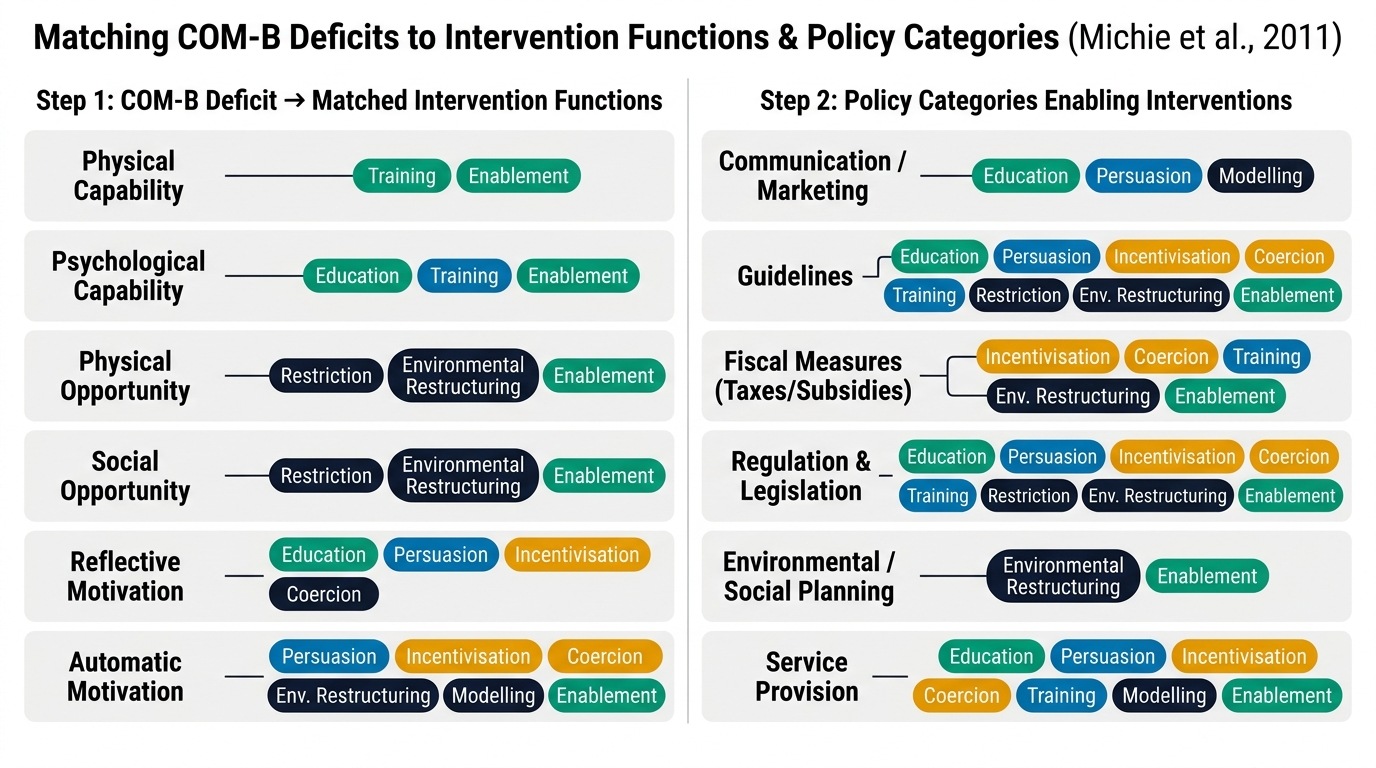 Matching COM-B Deficits to Intervention Functions & Policy Categories (Michie et al., 2011)
Step 1: COM-B Deficit → Matched Intervention Functions
Physical
Capability
Training Enablement
Psychological
Capability
Education Training Enablement
Physical
Opportunity
Restriction
Environmental
Restructuring
Enablement
Social
Opportunity
Restriction
Environmental
Restructuring
Enablement
Reflective
Motivation
Education Persuasion Incentivisation
Coercion
Automatic
Motivation
Persuasion Incentivisation Coercion
Env. Restructuring Modelling Enablement
Step 2: Policy Categories Enabling Interventions
Communication /
Marketing
Education Persuasion Modelling
Guidelines
Education Persuasion Incentivisation Coercion
Training Restriction Env. Restructuring Enablement
Fiscal Measures
(Taxes/Subsidies)
Incentivisation Coercion Training
Env. Restructuring Enablement
Regulation &
Legislation
Education Persuasion Incentivisation Coercion
Training Restriction Env. Restructuring Enablement
Environmental /
Social Planning
Environmental
Restructuring
Enablement
Service
Provision
Education Persuasion Incentivisation
Coercion Training Modelling Enablement